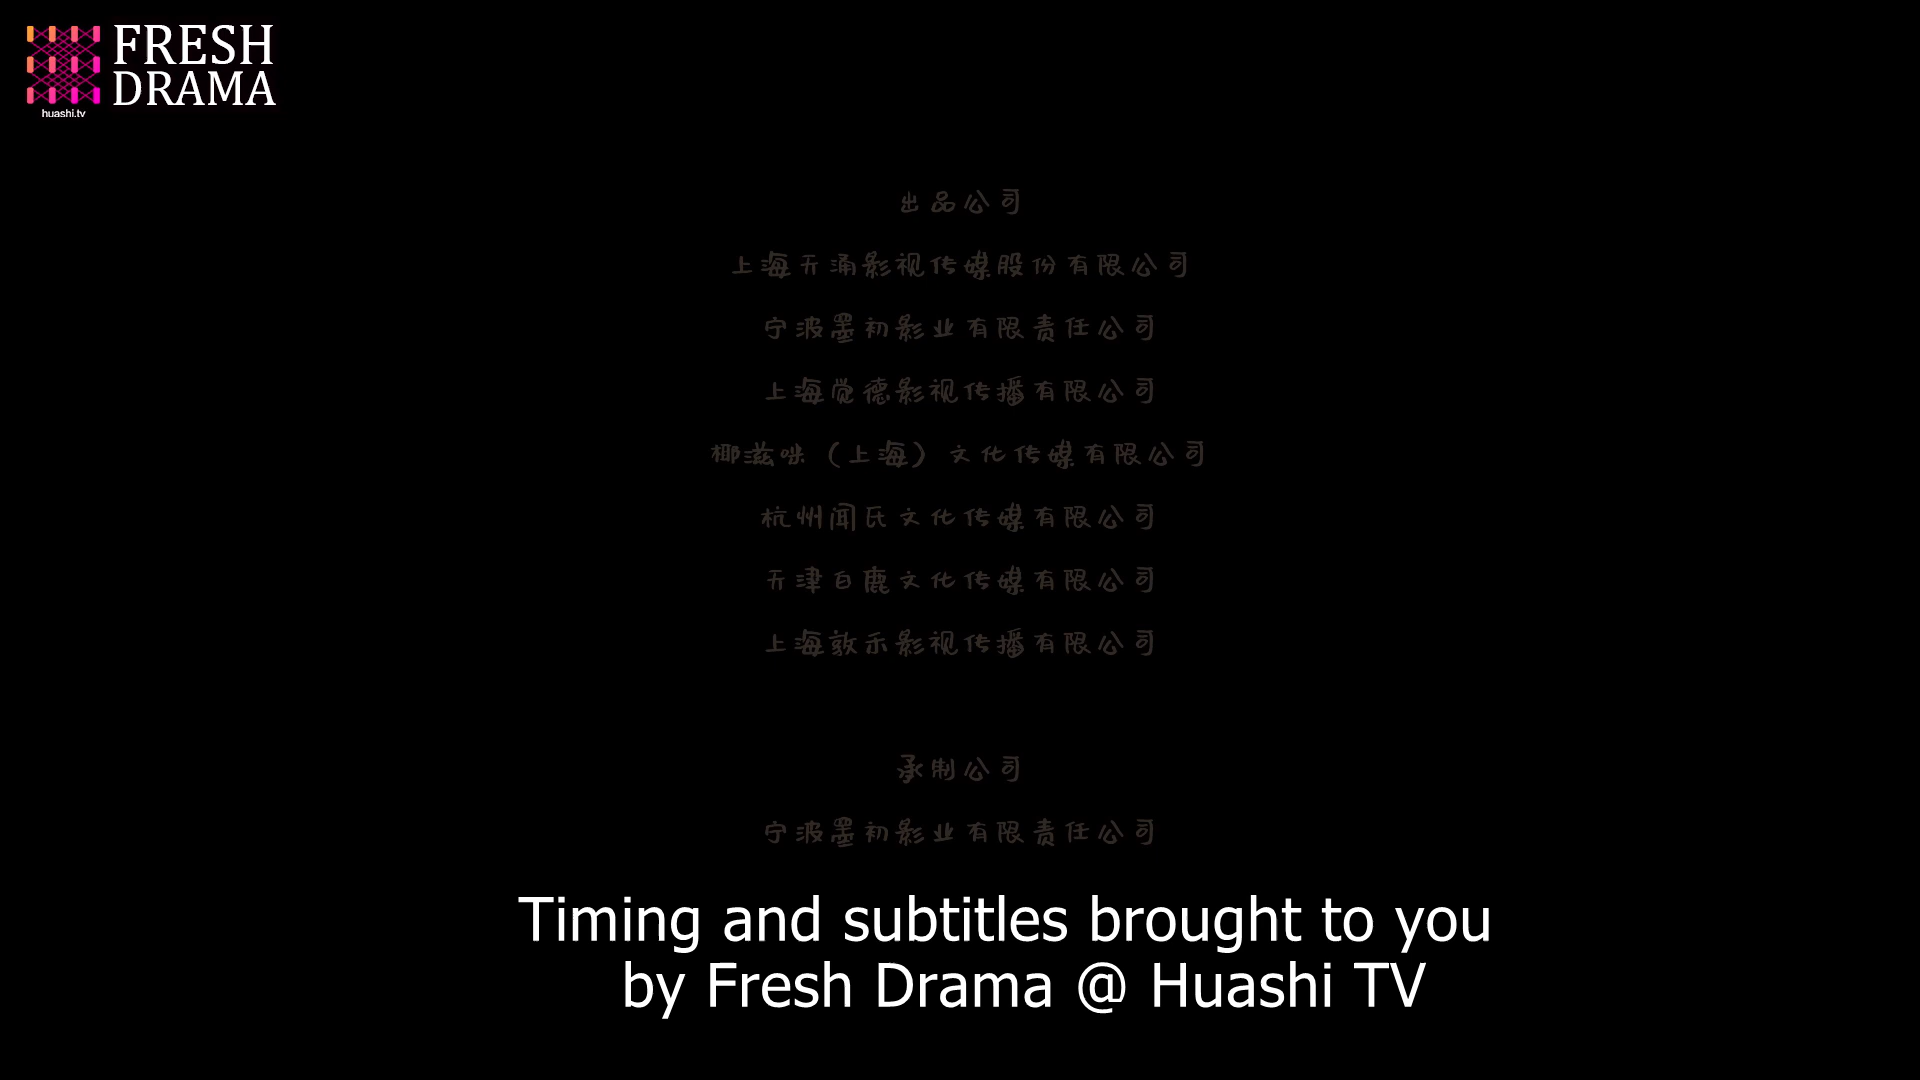 FRESH
DRAMA
huashi.tv
出品公司
上海天涌影视传媒股份有限公司
宁波墨初影业有限责任公司
上海觉德影视传播有限公司
椰滋咪（上海）文化传媒有限公司
杭州闻氏文化传媒有限公司
天津白鹿文化传媒有限公司
上海敦禾影视传播有限公司
承制公司
宁波墨初影业有限责任公司
Timing and subtitles brought to you
by Fresh Drama @ Huashi TV